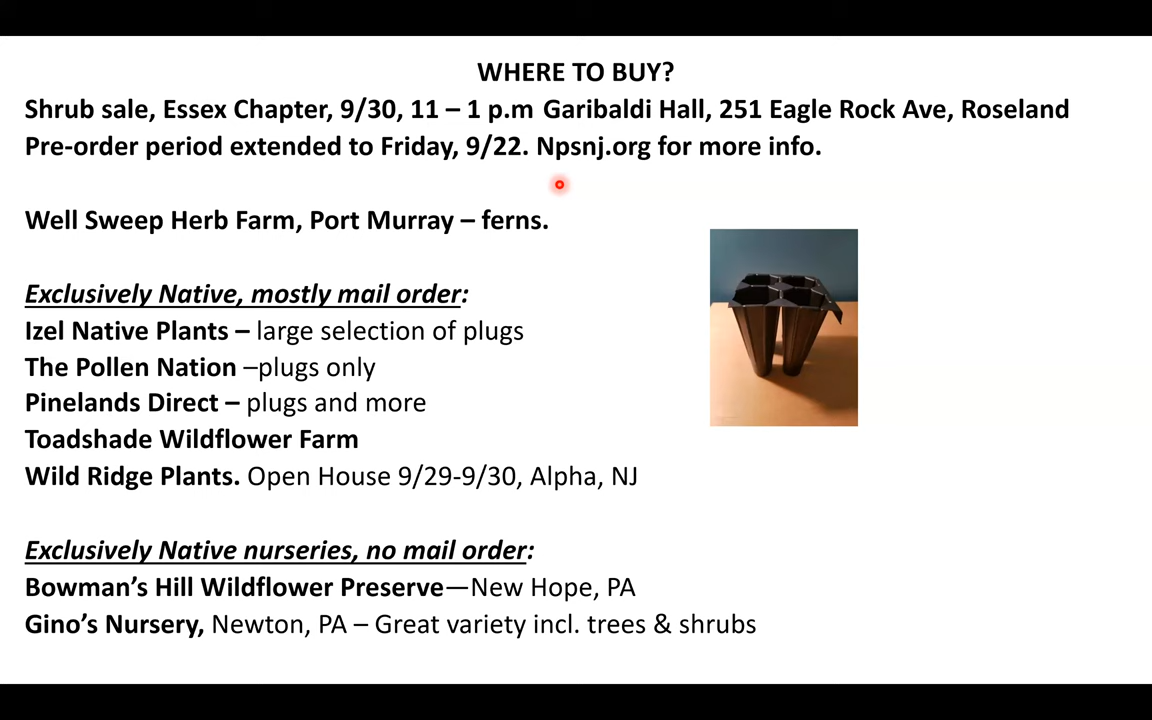 WHERE TO BUY?
Shrub sale, Essex Chapter, 9/30, 11 – 1 p.m Garibaldi Hall, 251 Eagle Rock Ave, Roseland
Pre-order period extended to Friday, 9/22. Npsnj.org for more info.
Well Sweep Herb Farm, Port Murray – ferns.
Exclusively Native, mostly mail order:
Izel Native Plants – large selection of plugs
The Pollen Nation –plugs only
Pinelands Direct – plugs and more
Toadshade Wildflower Farm
Wild Ridge Plants. Open House 9/29-9/30, Alpha, NJ
Exclusively Native nurseries, no mail order:
Bowman’s Hill Wildflower Preserve—New Hope, PA
Gino’s Nursery, Newton, PA – Great variety incl. trees & shrubs